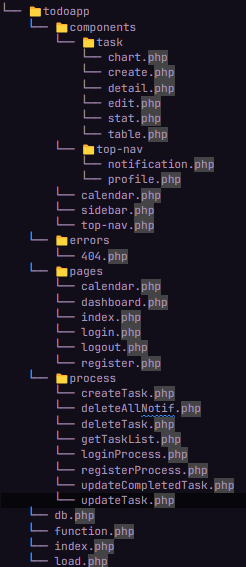 todoapp
components
task
chart.php
create.php
detail.php
edit.php
stat.php
table.php
top-nav
notification.php
profile.php
calendar.php
sidebar.php
top-nav.php
errors
404.php
pages
calendar.php
dashboard.php
index.php
login.php
logout.php
register.php
process
createTask.php
deleteAllNotif.php
deleteTask.php
getTaskList.php
loginProcess.php
registerProcess.php
updateCompletedTask.php
updateTask.php
db.php
function.php
index.php
load.php